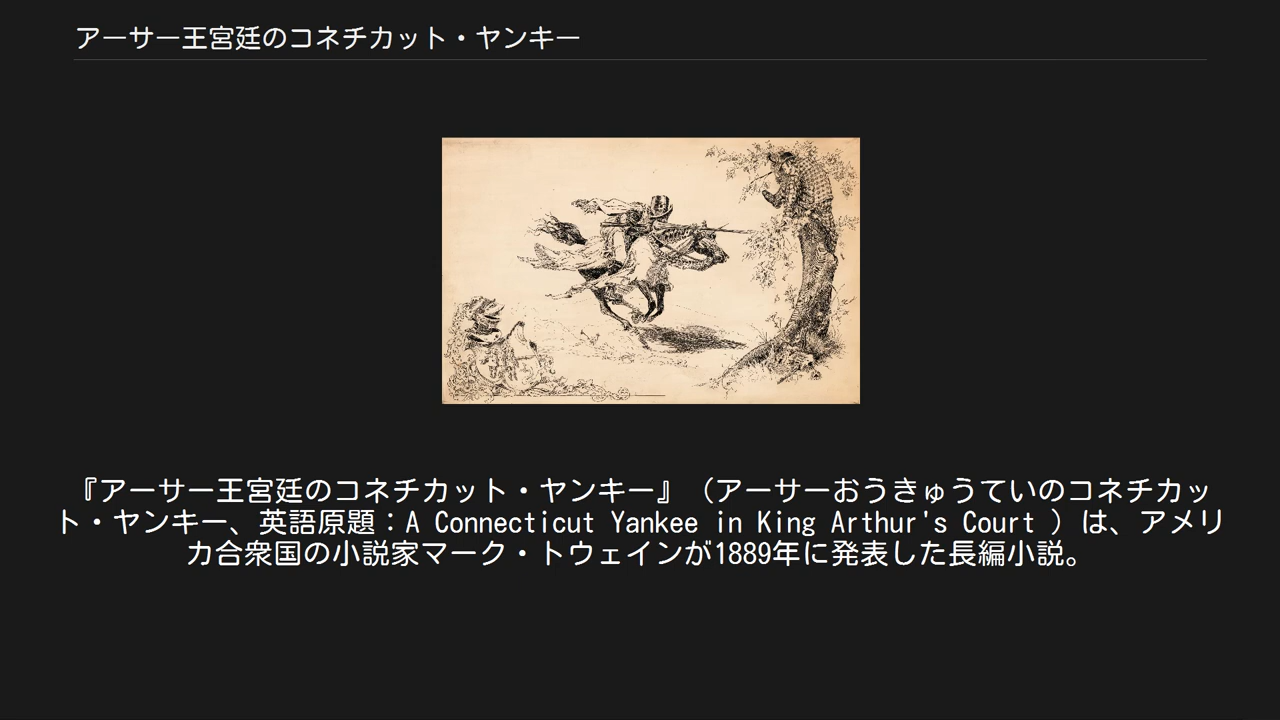 アーサー王宮廷のコネチカット・ヤンキー
『アーサー王宮廷のコネチカット・ヤンキー』（アーサーおうきゅうていのコネチカッ
ト・ヤンキー、英語原題：A Connecticut Yankee in King Arthur's Court ）は、アメリ
カ合衆国の小説家マーク・トウェインが1889年に発表した長編小説。